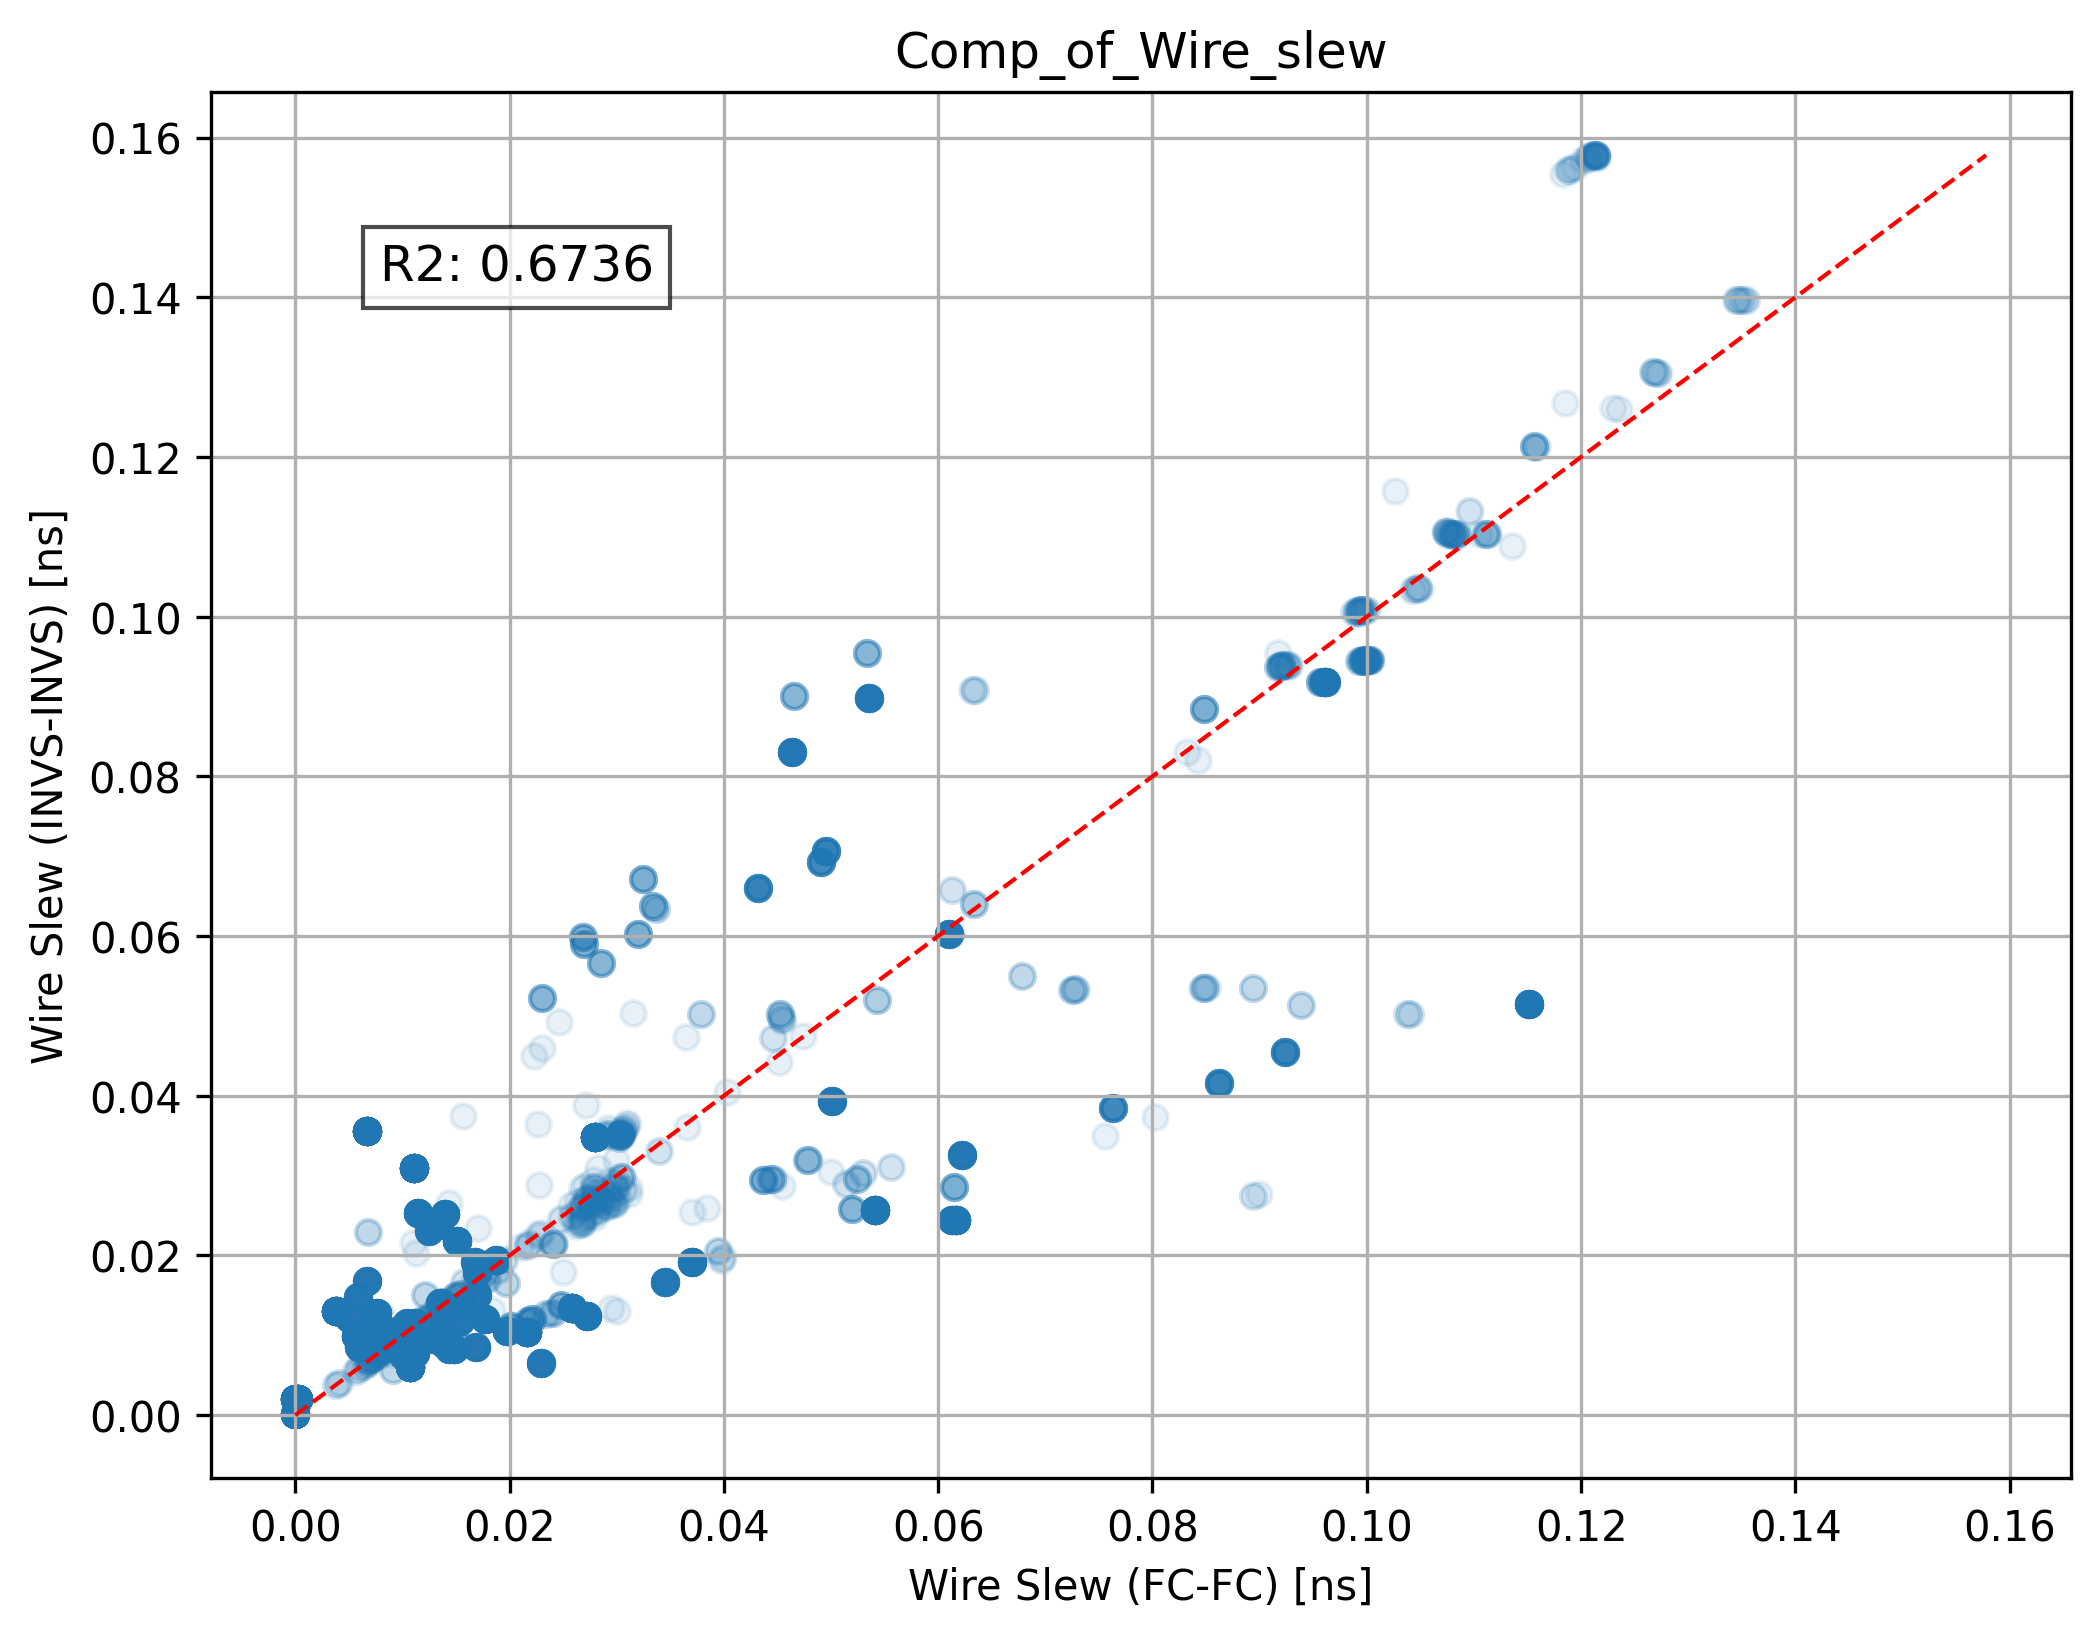 Comp_of_Wire_slew
R2: 0.6736
Wire Slew (INVS-INVS) [ns]
0.16
0.14
0.12
0.10
0.08
0.06
0.04
0.02
0.00
0.00 0.02 0.04 0.06 0.08 0.10 0.12 0.14 0.16
Wire Slew (FC-FC) [ns]